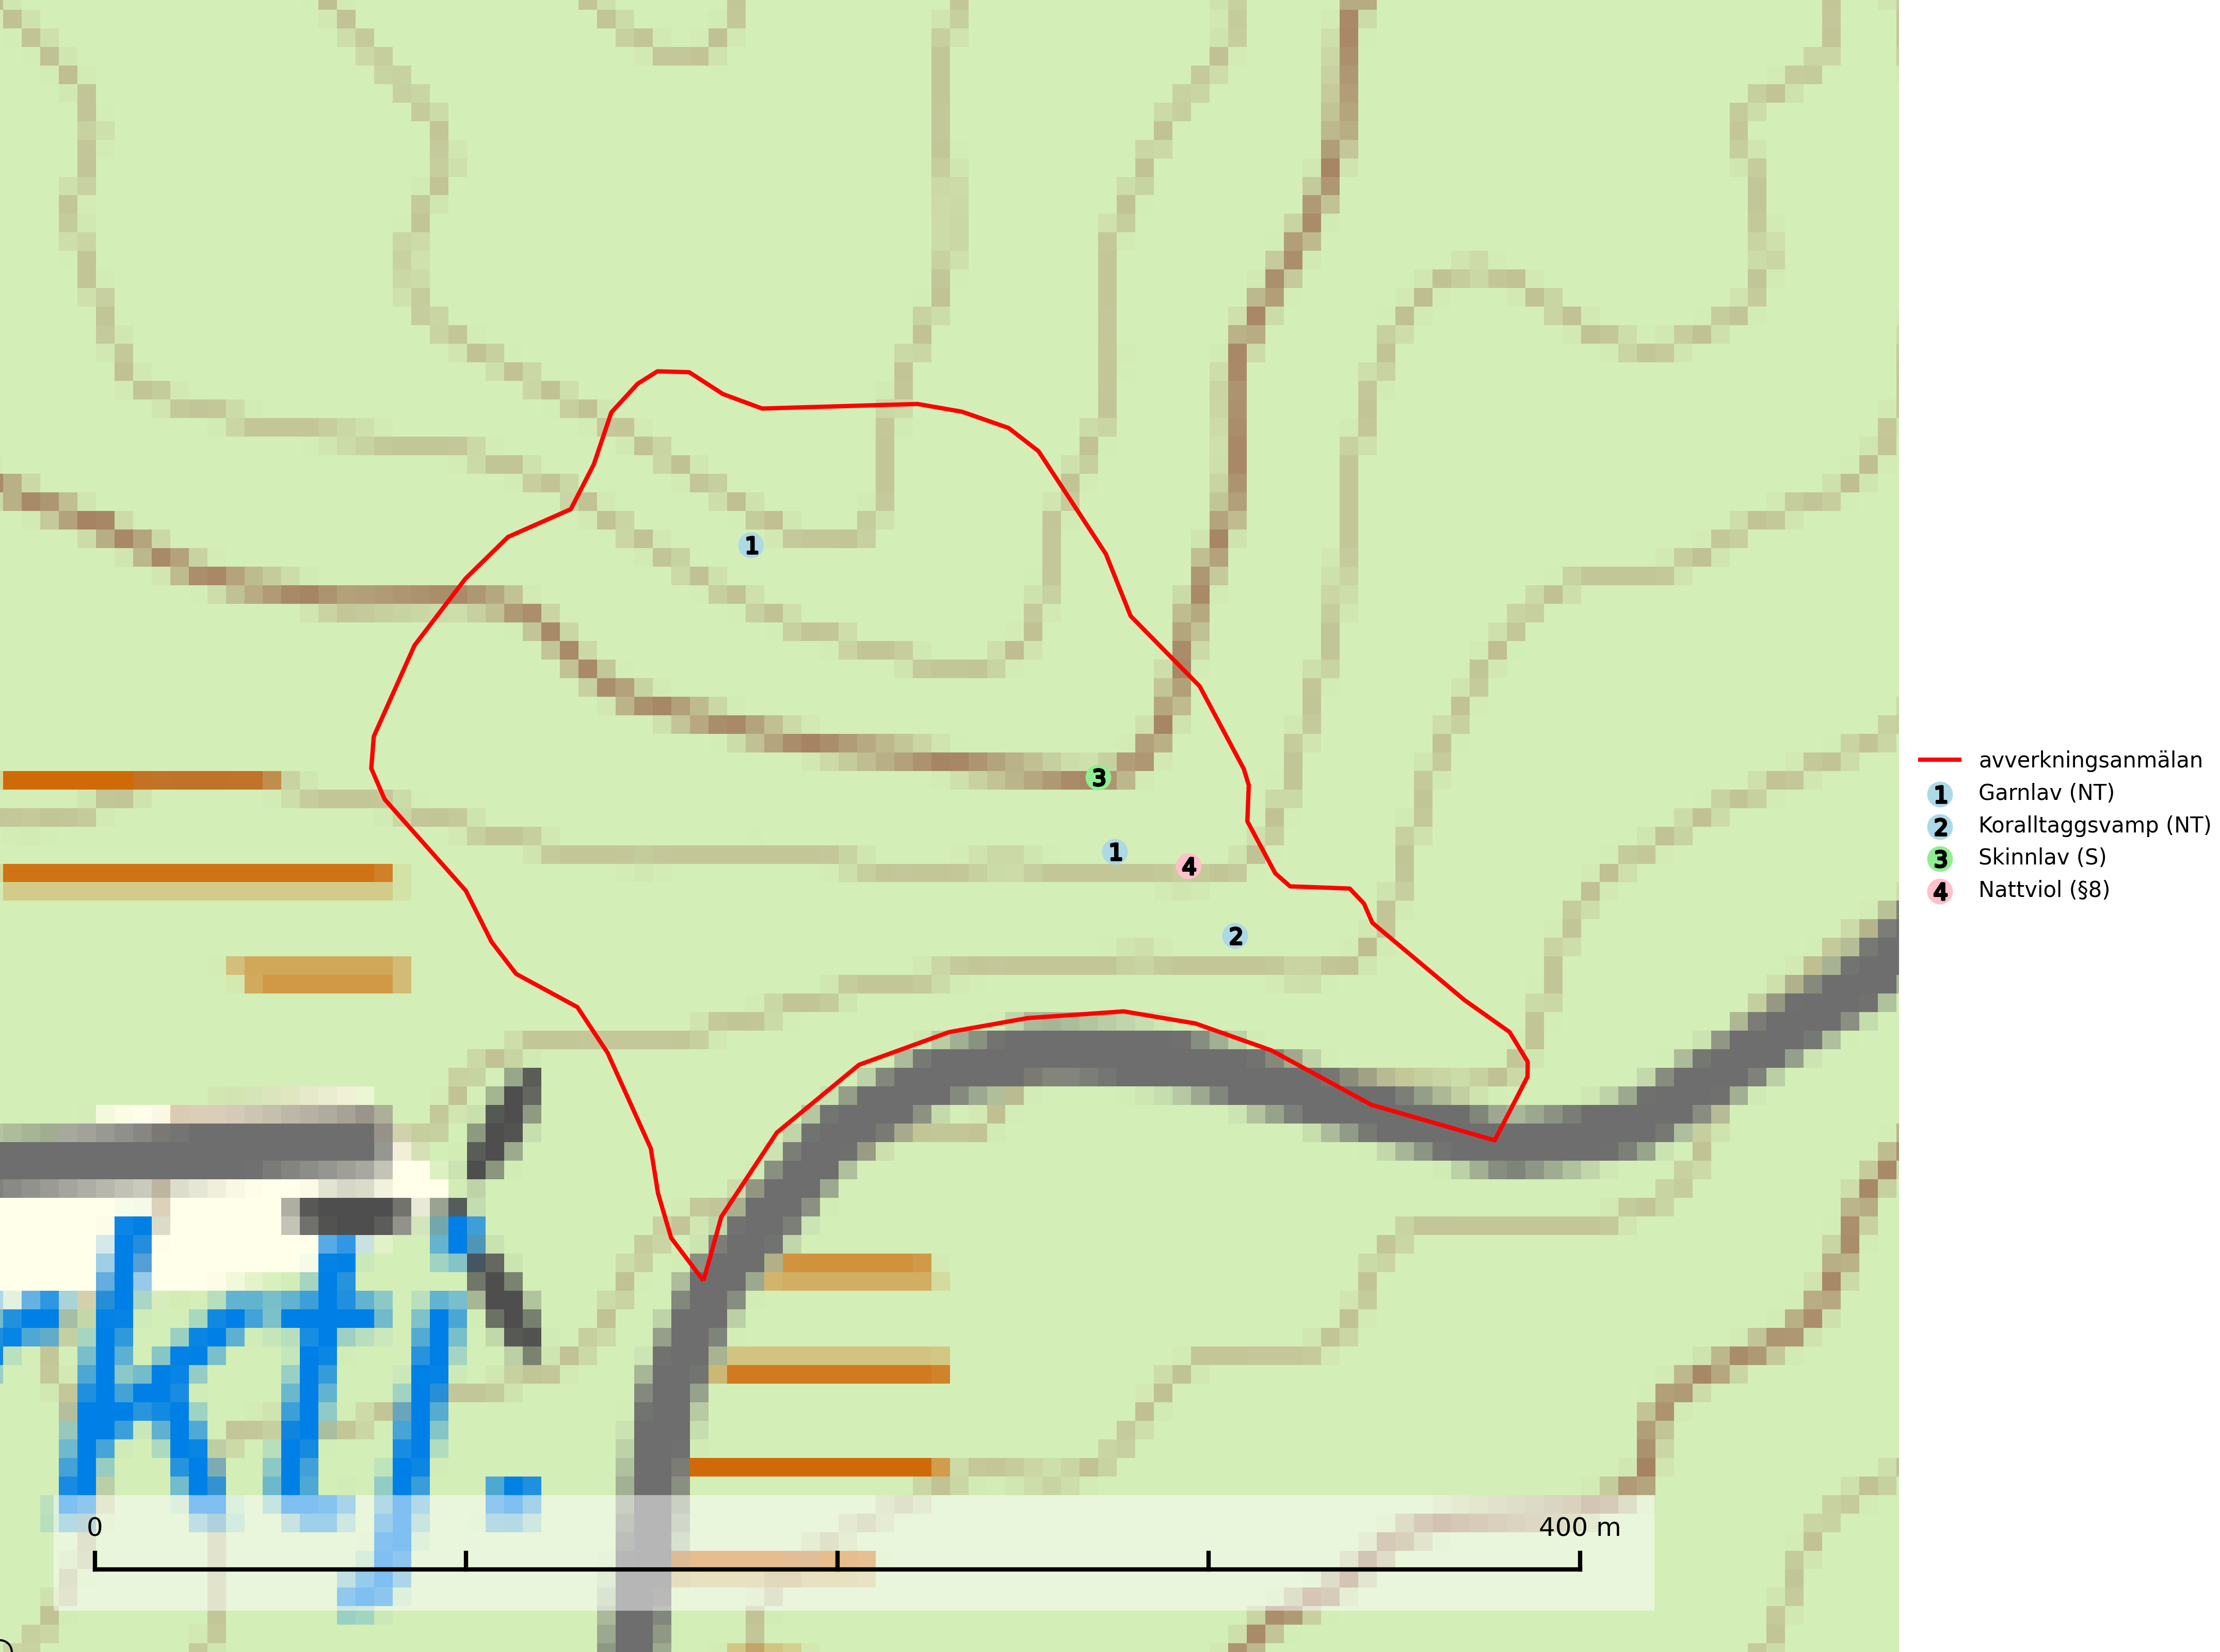 1
3
1
4
2
avverkningsanmälan
1 Garnlav (NT)
2 Koralltaggsvamp (NT)
3 Skinnlav (S)
4 Nattviol (§8)
0 400 m